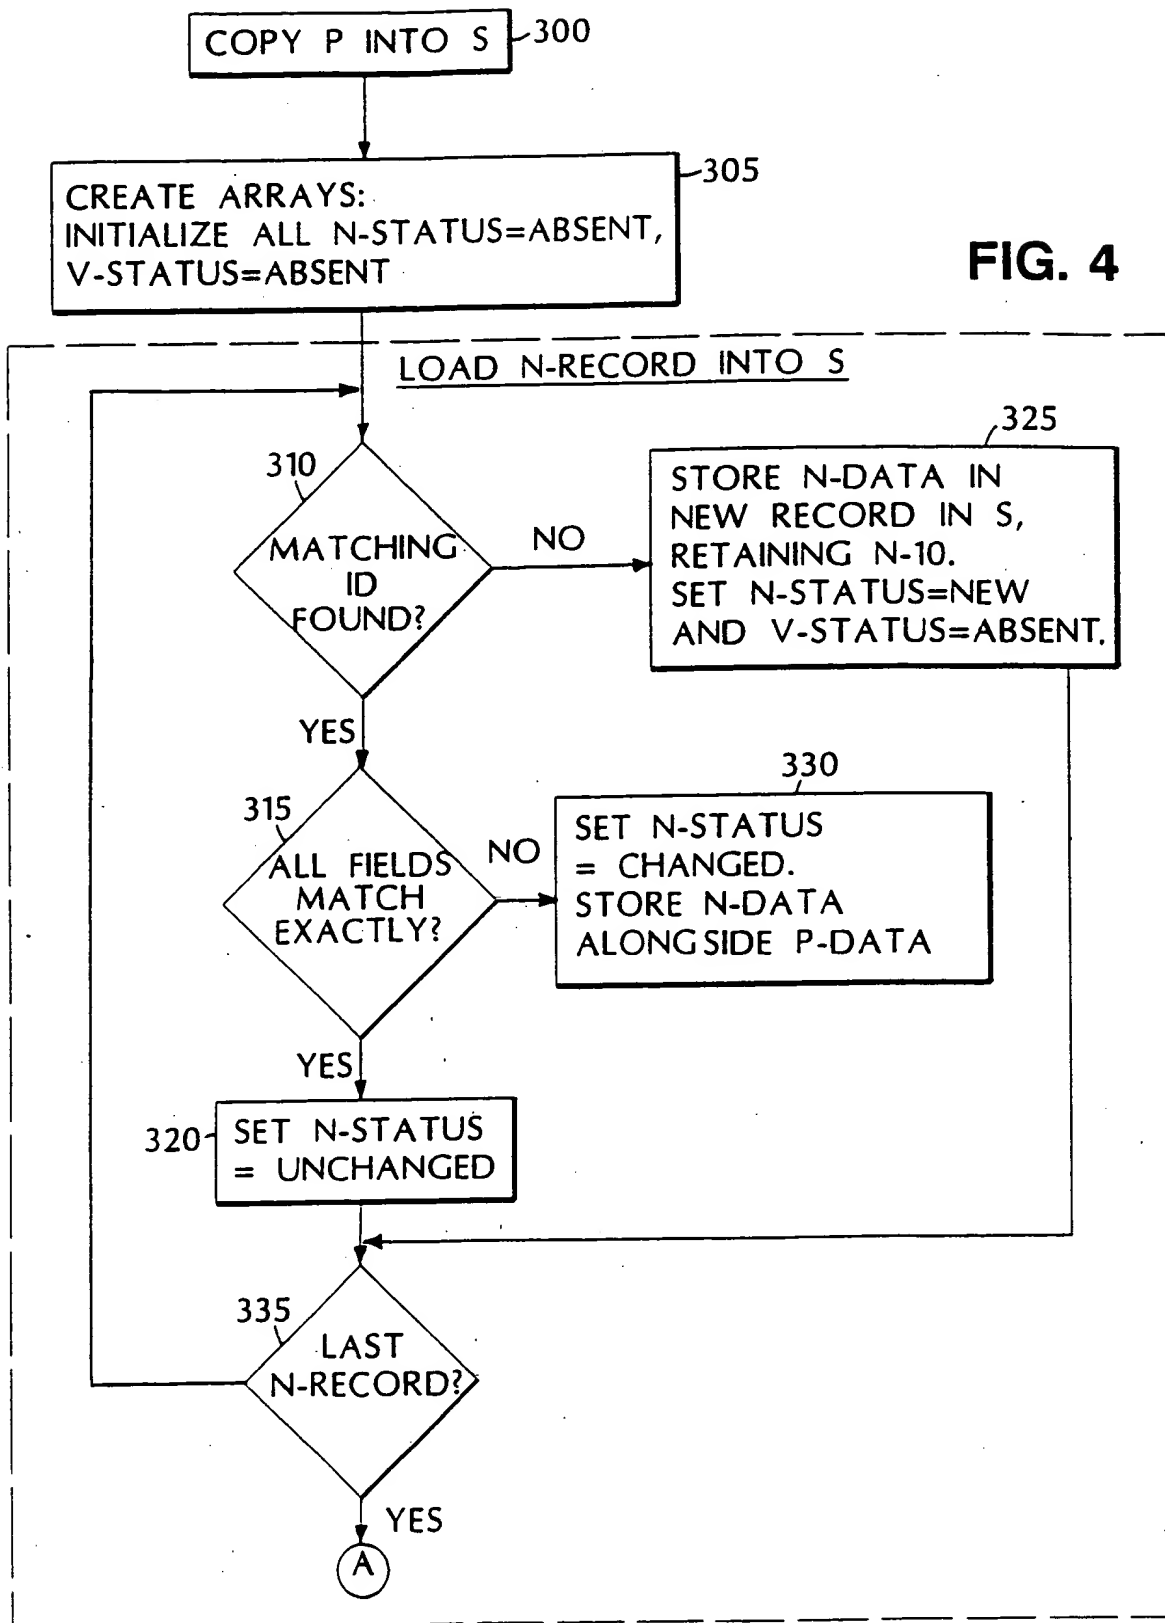 COPY P INTO S
300
CREATE ARRAYS:
INITIALIZE ALL N-STATUS=ABSENT,
V-STATUS=ABSENT
305
FIG. 4
LOAD N-RECORD INTO S
310
MATCHING
ID
FOUND?
NO
325
STORE N-DATA IN
NEW RECORD IN S,
RETAINING N-10.
SET N-STATUS=NEW
AND V-STATUS=ABSENT.
YES
315
ALL FIELDS
MATCH
EXACTLY?
NO
330
SET N-STATUS
= CHANGED.
STORE N-DATA
ALONGSIDE P-DATA
YES
320
SET N-STATUS
= UNCHANGED
335
LAST
N-RECORD?
YES
A